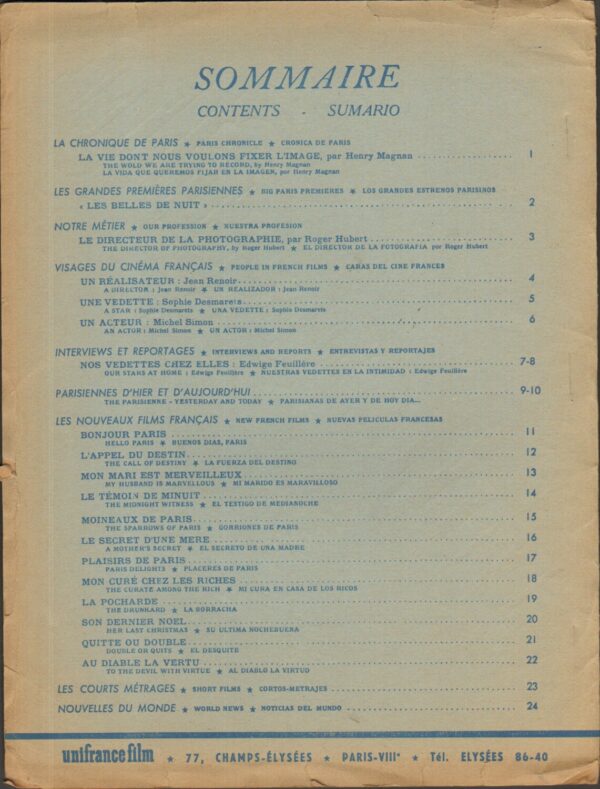 SOMMAIRE
CONTENTS - SUMARIO
LA CHRONIQUE DE PARIS ★ PARIS CHRONICLE ★ CRONICA DE PARIS
LA VIE DONT NOUS VOULONS FIXER L'IMAGE, par Henry Magnan 1
THE WOLD WE ARE TRYING TO RECORD, by Henry Magnan
LA VIDA QUE QUEREMOS FIJAR EN LA IMAGEN, por Henry Magnan
LES GRANDES PREMIÈRES PARISIENNES ★ BIG PARIS PREMIERES ★ LOS GRANDES ESTRENOS PARISINOS
« LES BELLES DE NUIT » 2
NOTRE MÉTIER ★ OUR PROFESSION ★ NUESTRA PROFESION
LE DIRECTEUR DE LA PHOTOGRAPHIE, par Roger Hubert 3
THE DIRECTOR OF PHOTOGRAPHY, by Roger Hubert ★ EL DIRECTOR DE LA FOTOGRAFIA por Roger Hubert
VISAGES DU CINÉMA FRANÇAIS ★ PEOPLE IN FRENCH FILMS ★ CARAS DEL CINE FRANCES
UN RÉALISATEUR : Jean Renoir 4
A DIRECTOR : Jean Renoir ★ UN REALIZADOR : Jean Renoir
UNE VEDETTE : Sophie Desmarets 5
A STAR : Sophie Desmarets ★ UNA VEDETTE : Sophie Desmarets
UN ACTEUR : Michel Simon 6
AN ACTOR : Michel Simon ★ UN ACTOR : Michel Simon
INTERVIEWS ET REPORTAGES ★ INTERVIEWS AND REPORTS ★ ENTREVISTAS Y REPORTAJES
NOS VEDETTES CHEZ ELLES : Edwige Feuillère 7-8
OUR STARS AT HOME : Edwige Feuillère ★ NUESTRAS VEDETTES EN LA INTIMIDAD : Edwige Feuillère
PARISIENNES D'HIER ET D'AUJOURD'HUI 9-10
THE PARISIENNE - YESTERDAY AND TODAY ★ PARISIANAS DE AYER Y DE HOY DIA...
LES NOUVEAUX FILMS FRANÇAIS ★ NEW FRENCH FILMS ★ NUEVAS PELICULAS FRANCESAS
BONJOUR PARIS 11
HELLO PARIS ★ BUENOS DIAS, PARIS
L'APPEL DU DESTIN 12
THE CALL OF DESTINY ★ LA FUERZA DEL DESTINO
MON MARI EST MERVEILLEUX 13
MY HUSBAND IS MARVELLOUS ★ MI MARIDO ES MARAVILLOSO
LE TÉMOIN DE MINUIT 14
THE MIDNIGHT WITNESS ★ EL TESTIGO DE MEDIANOCHE
MOINEAUX DE PARIS 15
THE SPARROWS OF PARIS ★ GORRIONES DE PARIS
LE SECRET D'UNE MERE 16
A MOTHER'S SECRET ★ EL SECRETO DE UNA MADRE
PLAISIRS DE PARIS 17
PARIS DELIGHTS ★ PLACERES DE PARIS
MON CURÉ CHEZ LES RICHES 18
THE CURATE AMONG THE RICH ★ MI CURA EN CASA DE LOS RICOS
LA POCHARDE 19
THE DRUNKARD ★ LA BORRACHA
SON DERNIER NOEL 20
HER LAST CHRISTMAS ★ SU ULTIMA NOCHEBUENA
QUITTE OU DOUBLE 21
DOUBLE OR QUITS ★ EL DESQUITE
AU DIABLE LA VERTU 22
TO THE DEVIL WITH VIRTUE ★ AL DIABLO LA VIRTUD
LES COURTS MÉTRAGES ★ SHORT FILMS ★ CORTOS-METRAJES 23
NOUVELLES DU MONDE ★ WORLD NEWS ★ NOTICIAS DEL MUNDO 24
unifrance film ★ 77, CHAMPS-ÉLYSÉES ★ PARIS-VIIIe ★ Tél. ELYSÉES 86-40